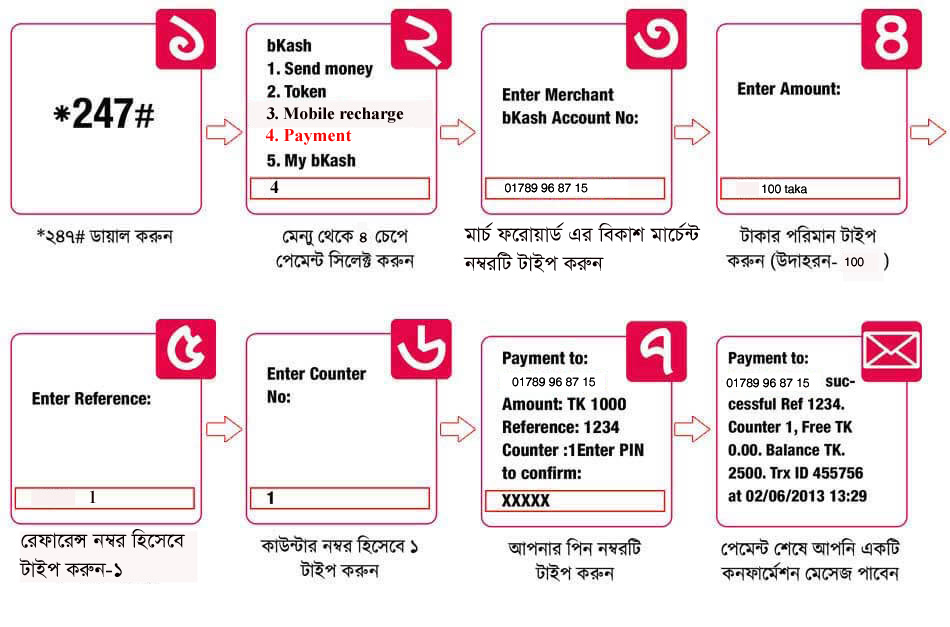 ১
*247#
*২৪৭# ডায়াল করুন
২
bKash
1. Send money
2. Token
3. Mobile recharge
4. Payment
5. My bKash
4
মেন্যু থেকে ৪ চেপে
পেমেন্ট সিলেক্ট করুন
৩
Enter Merchant
bKash Account No:
01789 96 87 15
মার্চ ফরোয়ার্ড এর বিকাশ মার্চেন্ট
নম্বরটি টাইপ করুন
৪
Enter Amount:
100 taka
টাকার পরিমান টাইপ
করুন (উদাহরন- 100 )
৫
Enter Reference:
1
রেফারেন্স নম্বর হিসেবে
টাইপ করুন-১
৬
Enter Counter
No:
1
কাউন্টার নম্বর হিসেবে ১
টাইপ করুন
৭
Payment to:
01789 96 87 15
Amount: TK 1000
Reference: 1234
Counter :1Enter PIN
to confirm:
XXXXX
আপনার পিন নম্বরটি
টাইপ করুন
Payment to:
01789 96 87 15 suc-
cessful Ref 1234.
Counter 1, Free TK
0.00. Balance TK.
2500. Trx ID 455756
at 02/06/2013 13:29
পেমেন্ট শেষে আপনি একটি
কনফার্মেশন মেসেজ পাবেন